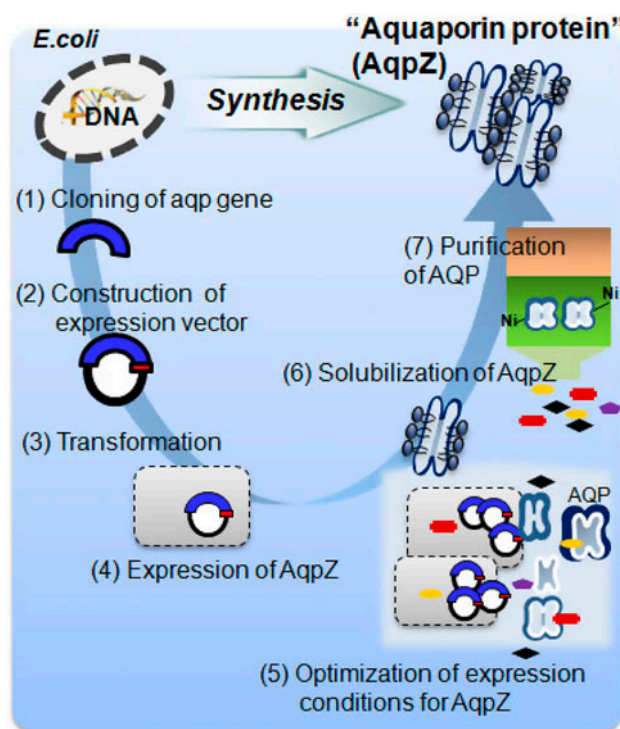 E.coli
DNA
Synthesis
“Aquaporin protein”
(AqpZ)
(1) Cloning of aqp gene
(2) Construction of
expression vector
(3) Transformation
(4) Expression of AqpZ
(5) Optimization of expression
conditions for AqpZ
AQP
(6) Solubilization of AqpZ
(7) Purification
of AQP
Ni
Ni